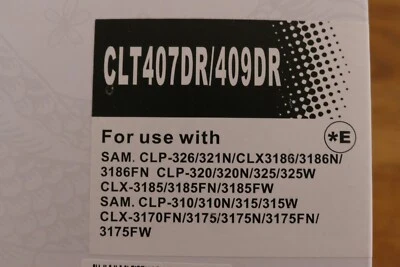 CLT407DR/409DR
For use with
*E
SAM. CLP-326/321N/CLX3186/3186N/
3186FN CLP-320/320N/325/325W
CLX-3185/3185FN/3185FW
SAM. CLP-310/310N/315/315W
CLX-3170FN/3175/3175N/3175FN/
3175FW